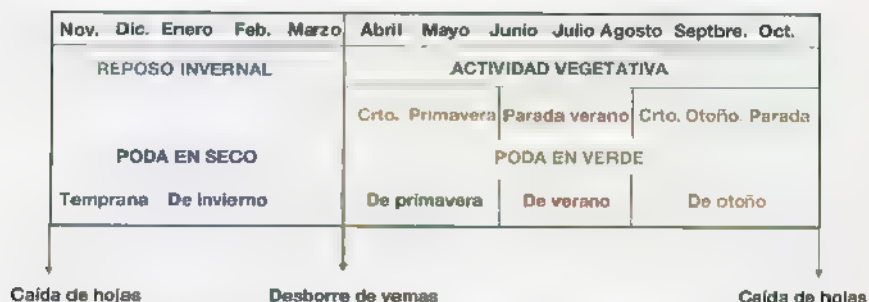 Nov. Dic. Enero Feb. Marzo Abril Mayo Junio Julio Agosto Septbre. Oct.
REPOSO INVERNAL ACTIVIDAD VEGETATIVA
Crto. Primavera Parada verano Crto. Otoño Parada
PODA EN SECO PODA EN VERDE
Temprana De invierno De primavera De verano De otoño
Caída de hojas Desborre de yemas Caída de hojas